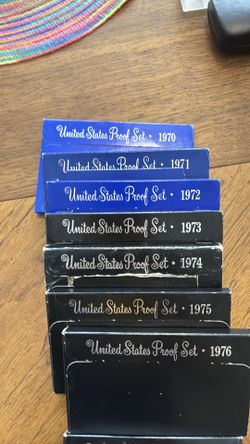 United States Proof Set · 1970
United States Proof Set · 1971
United States Proof Set · 1972
United States Proof Set · 1973
United States Proof Set · 1974
United States Proof Set · 1975
United States Proof Set · 1976